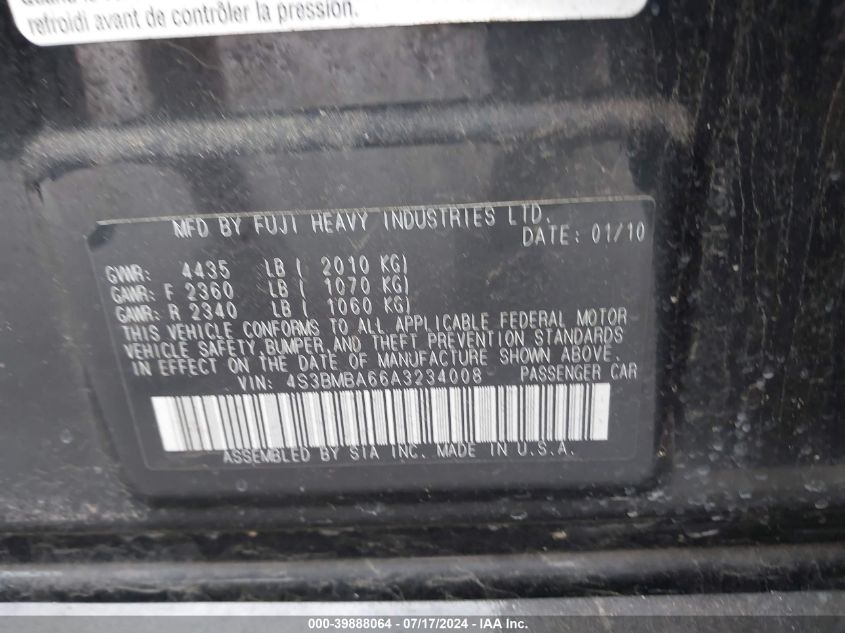 refroidi avant de contrôler la pression.
MFD BY FUJI HEAVY INDUSTRIES LTD.
DATE: 01/10
GVWR: 4435 LB ( 2010 KG)
GAWR: F 2360 LB ( 1070 KG)
GAWR: R 2340 LB ( 1060 KG)
THIS VEHICLE CONFORMS TO ALL APPLICABLE FEDERAL MOTOR
VEHICLE SAFETY, BUMPER, AND THEFT PREVENTION STANDARDS
IN EFFECT ON THE DATE OF MANUFACTURE SHOWN ABOVE.
VIN: 4S3BMBA66A3234008 PASSENGER CAR
ASSEMBLED BY SIA INC. MADE IN U.S.A.
000-39888064 - 07/17/2024 - IAAI.com